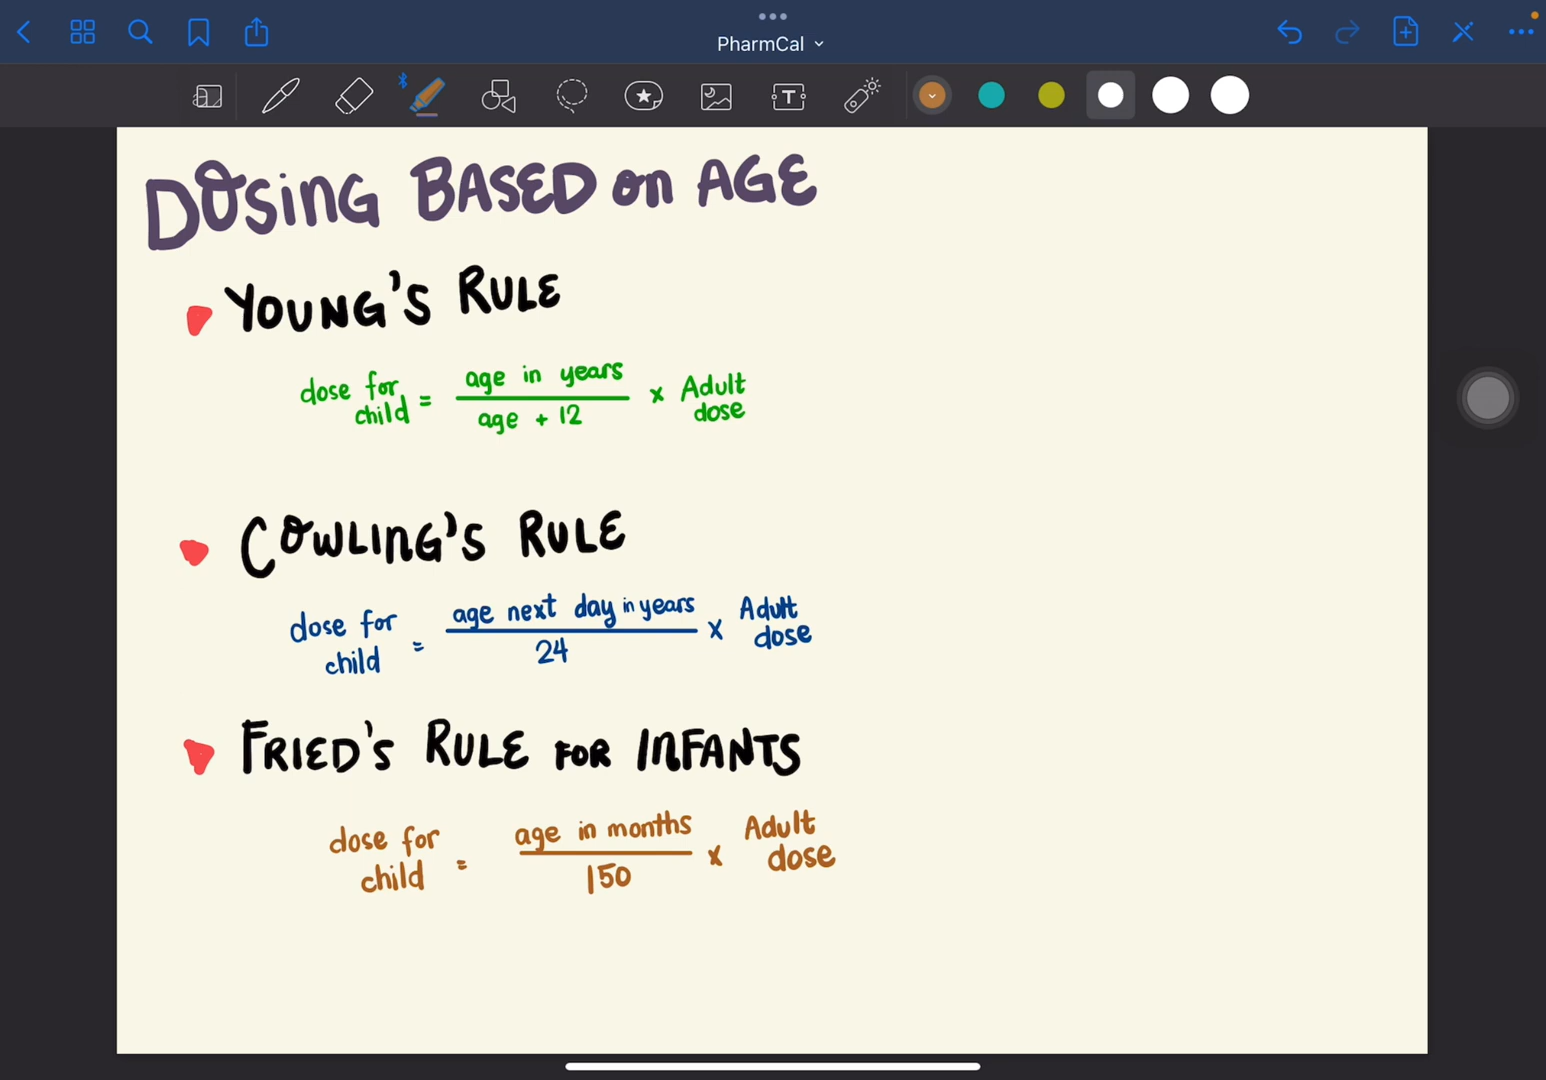 PharmCal
DOSING BASED on AGE
YOUNG'S RULE
dose for child = age in years / age + 12 x Adult dose
COWLING'S RULE
dose for child = age next day in years / 24 x Adult dose
FRIED'S RULE FOR INFANTS
dose for child = age in months / 150 x Adult dose